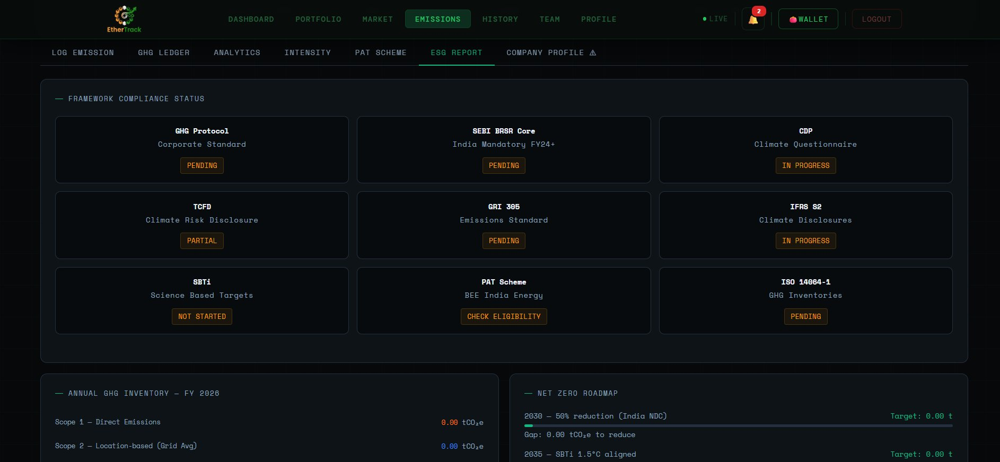 EtherTrack
DASHBOARD PORTFOLIO MARKET EMISSIONS HISTORY TEAM PROFILE LIVE 2 WALLET LOGOUT
LOG EMISSION GHG LEDGER ANALYTICS INTENSITY PAT SCHEME ESG REPORT COMPANY PROFILE ⚠
FRAMEWORK COMPLIANCE STATUS
GHG Protocol
Corporate Standard
PENDING
SEBI BRSR Core
India Mandatory FY24+
PENDING
CDP
Climate Questionnaire
IN PROGRESS
TCFD
Climate Risk Disclosure
PARTIAL
GRI 305
Emissions Standard
PENDING
IFRS S2
Climate Disclosures
IN PROGRESS
SBTi
Science Based Targets
NOT STARTED
PAT Scheme
BEE India Energy
CHECK ELIGIBILITY
ISO 14064-1
GHG Inventories
PENDING
ANNUAL GHG INVENTORY — FY 2026
Scope 1 — Direct Emissions 0.00 tCO₂e
Scope 2 — Location-based (Grid Avg) 0.00 tCO₂e
NET ZERO ROADMAP
2030 — 50% reduction (India NDC) Target: 0.00 t
Gap: 0.00 tCO₂e to reduce
2035 — SBTi 1.5°C aligned Target: 0.00 t